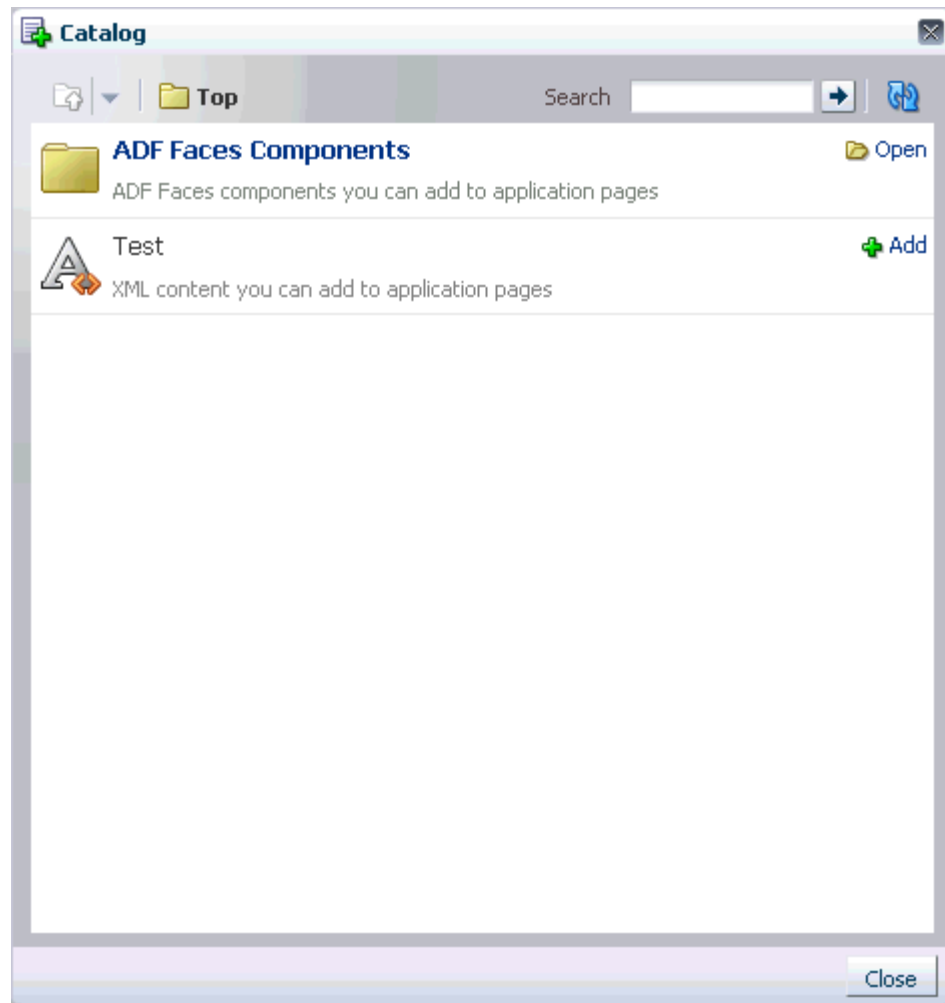 Catalog
Top Search
ADF Faces Components Open
ADF Faces components you can add to application pages
Test Add
XML content you can add to application pages
Close